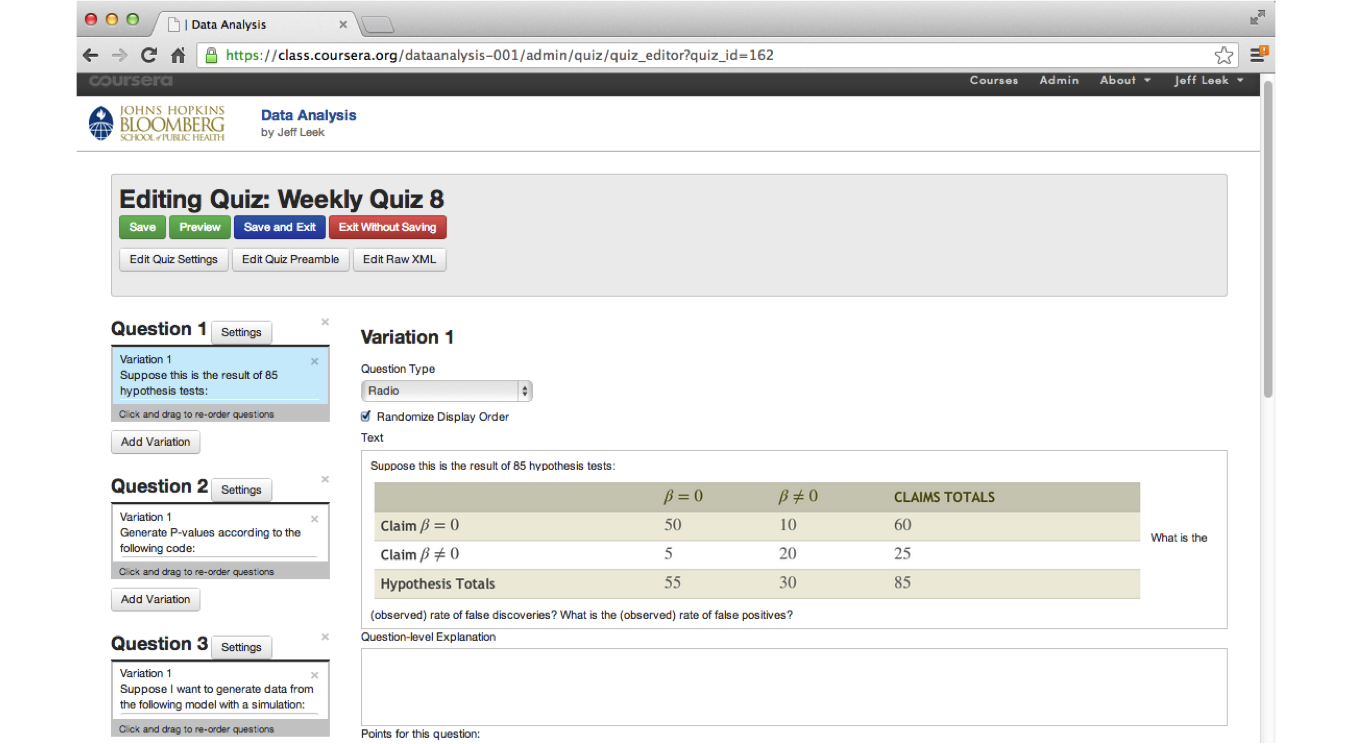 | Data Analysis
https://class.coursera.org/dataanalysis-001/admin/quiz/quiz_editor?quiz_id=162
coursera
Courses Admin About Jeff Leek
JOHNS HOPKINS
BLOOMBERG
SCHOOL of PUBLIC HEALTH
Data Analysis
by Jeff Leek
Editing Quiz: Weekly Quiz 8
Save Preview Save and Exit Exit Without Saving
Edit Quiz Settings Edit Quiz Preamble Edit Raw XML
Question 1 Settings
Variation 1
Suppose this is the result of 85
hypothesis tests:
Click and drag to re-order questions
Add Variation
Question 2 Settings
Variation 1
Generate P-values according to the
following code:
Click and drag to re-order questions
Add Variation
Question 3 Settings
Variation 1
Suppose I want to generate data from
the following model with a simulation:
Click and drag to re-order questions
Variation 1
Question Type
Radio
Randomize Display Order
Text
Suppose this is the result of 85 hypothesis tests:
β = 0 β ≠ 0 CLAIMS TOTALS
Claim β = 0 50 10 60
Claim β ≠ 0 5 20 25
Hypothesis Totals 55 30 85
What is the
(observed) rate of false discoveries? What is the (observed) rate of false positives?
Question-level Explanation
Points for this question: